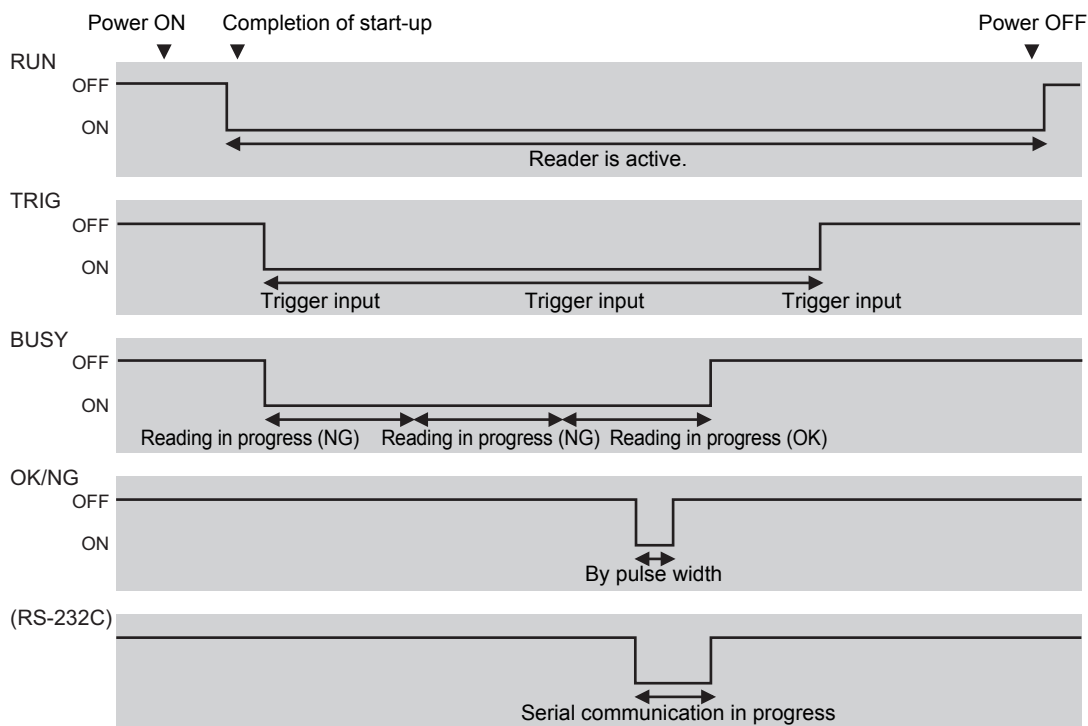 Power ON Completion of start-up Power OFF
RUN
OFF
ON
Reader is active.
TRIG
OFF
ON
Trigger input Trigger input Trigger input
BUSY
OFF
ON
Reading in progress (NG) Reading in progress (NG) Reading in progress (OK)
OK/NG
OFF
ON
By pulse width
(RS-232C)
Serial communication in progress